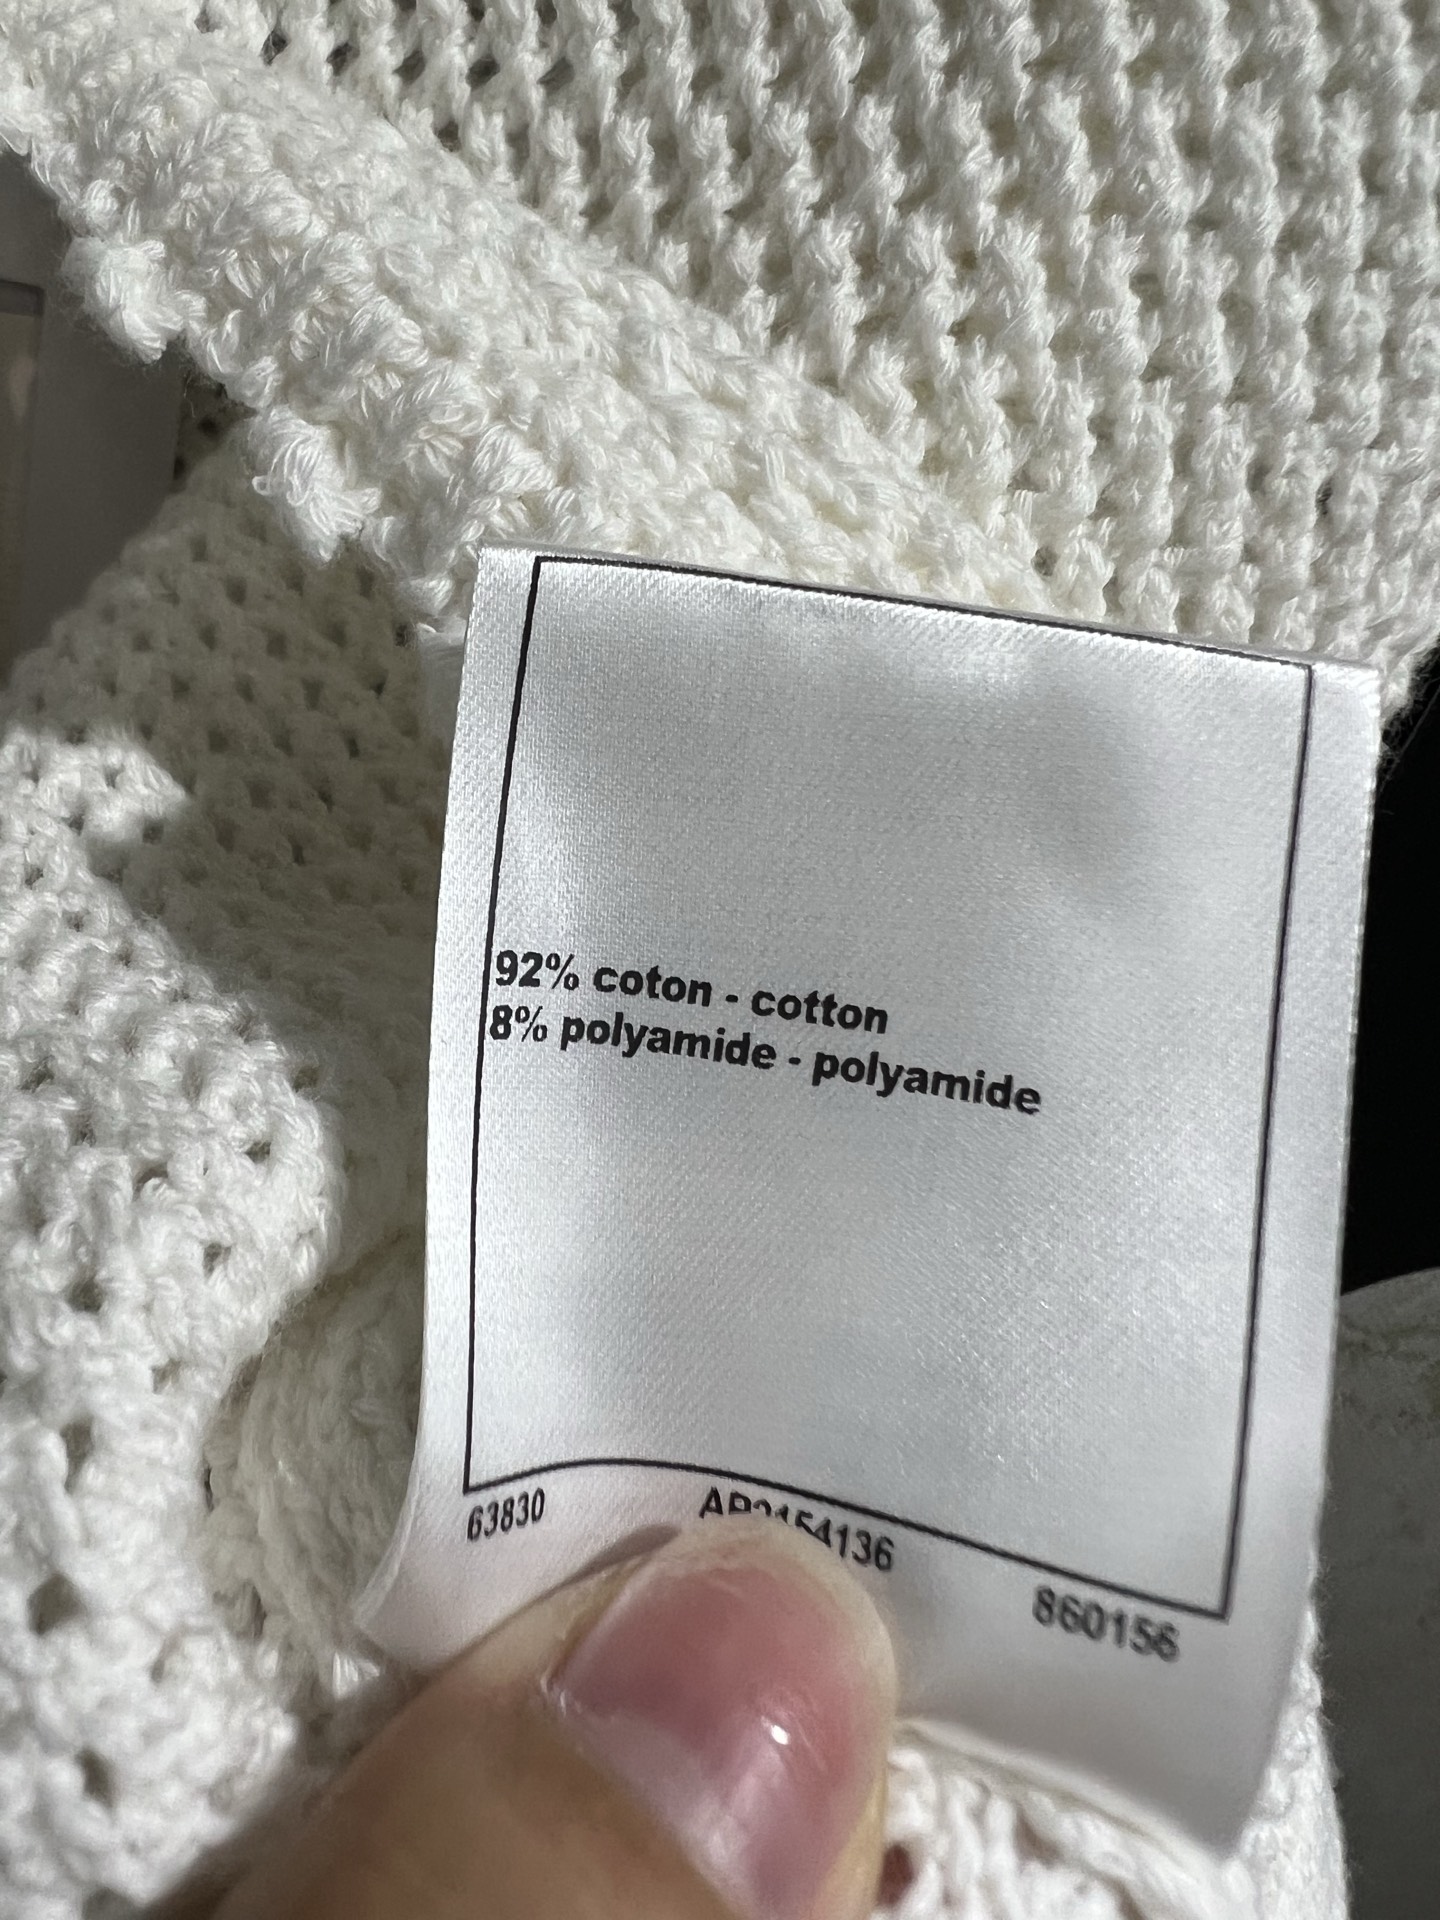 92% coton - cotton
8% polyamide - polyamide
63830 860156